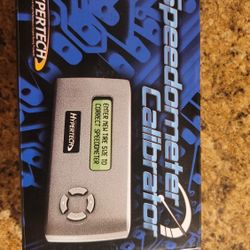 HYPERTECH
Speedometer
Calibrator
ENTER NEW TIRE SIZE TO
CORRECT SPEEDOMETER
HYPERTECH